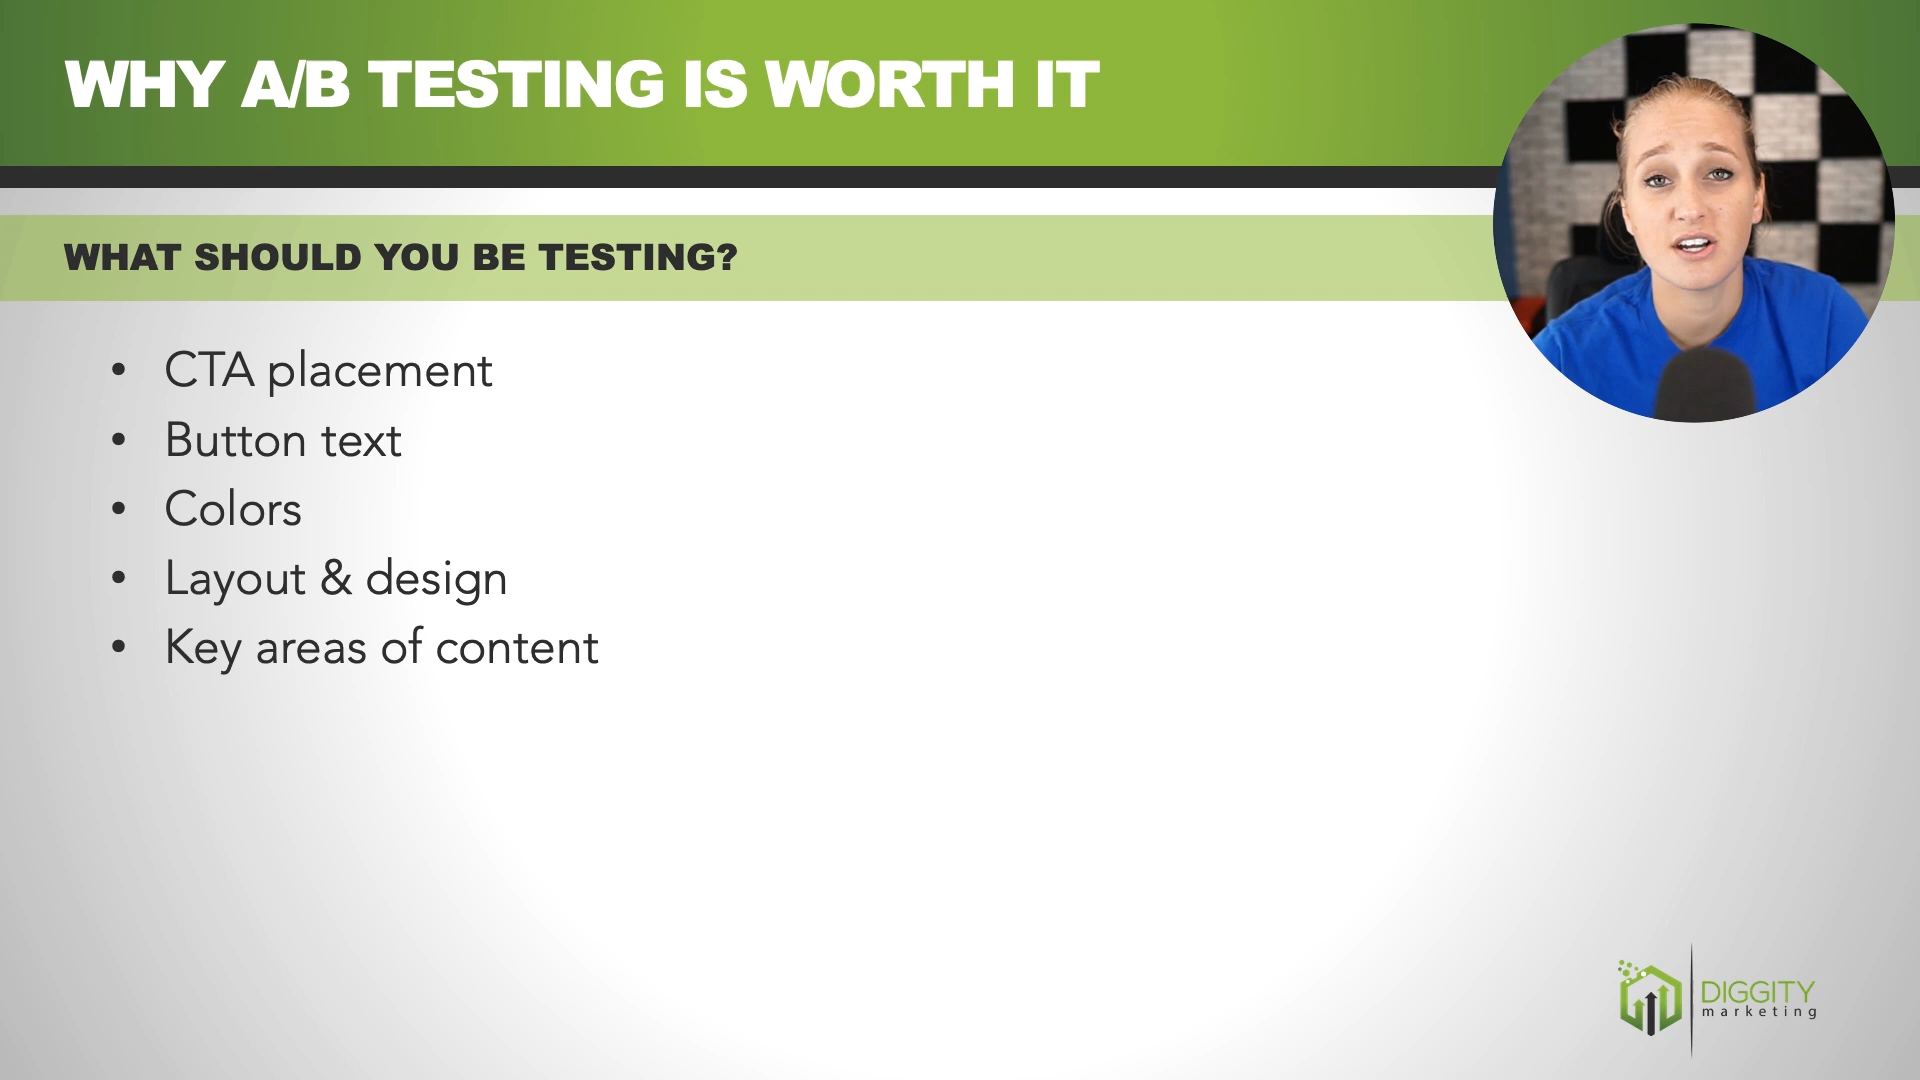 WHY A/B TESTING IS WORTH IT
WHAT SHOULD YOU BE TESTING?
• CTA placement
• Button text
• Colors
• Layout & design
• Key areas of content
DIGGITY
marketing